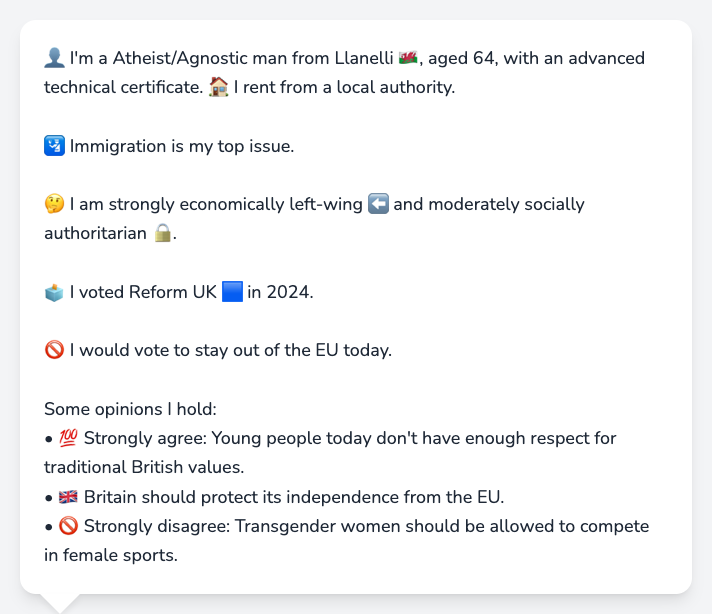 👤 I'm a Atheist/Agnostic man from Llanelli 🏴󠁧󠁢󠁷󠁬󠁳󠁿, aged 64, with an advanced
technical certificate. 🏠 I rent from a local authority.
🛂 Immigration is my top issue.
🤔 I am strongly economically left-wing ⬅️ and moderately socially
authoritarian 🔒.
🗳️ I voted Reform UK 🟦 in 2024.
🚫 I would vote to stay out of the EU today.
Some opinions I hold:
• 💯 Strongly agree: Young people today don't have enough respect for
traditional British values.
• 🇬🇧 Britain should protect its independence from the EU.
• 🚫 Strongly disagree: Transgender women should be allowed to compete
in female sports.